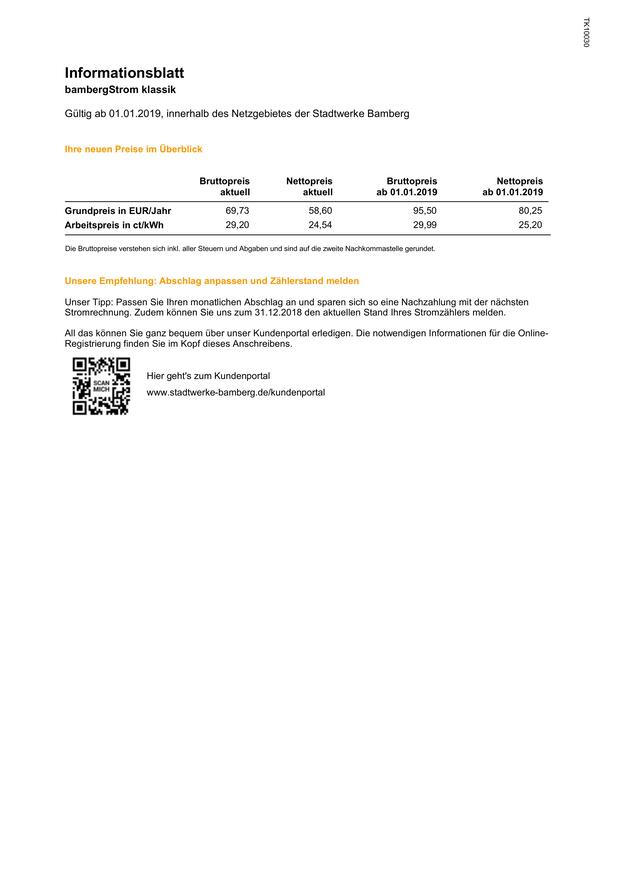 TK10030
Informationsblatt
bambergStrom klassik
Gültig ab 01.01.2019, innerhalb des Netzgebietes der Stadtwerke Bamberg
Ihre neuen Preise im Überblick
Bruttopreis Nettopreis Bruttopreis Nettopreis
aktuell aktuell ab 01.01.2019 ab 01.01.2019
Grundpreis in EUR/Jahr 69,73 58,60 95,50 80,25
Arbeitspreis in ct/kWh 29,20 24,54 29,99 25,20
Die Bruttopreise verstehen sich inkl. aller Steuern und Abgaben und sind auf die zweite Nachkommastelle gerundet.
Unsere Empfehlung: Abschlag anpassen und Zählerstand melden
Unser Tipp: Passen Sie Ihren monatlichen Abschlag an und sparen sich so eine Nachzahlung mit der nächsten
Stromrechnung. Zudem können Sie uns zum 31.12.2018 den aktuellen Stand Ihres Stromzählers melden.
All das können Sie ganz bequem über unser Kundenportal erledigen. Die notwendigen Informationen für die Online-
Registrierung finden Sie im Kopf dieses Anschreibens.
SCAN
MICH
Hier geht's zum Kundenportal
www.stadtwerke-bamberg.de/kundenportal